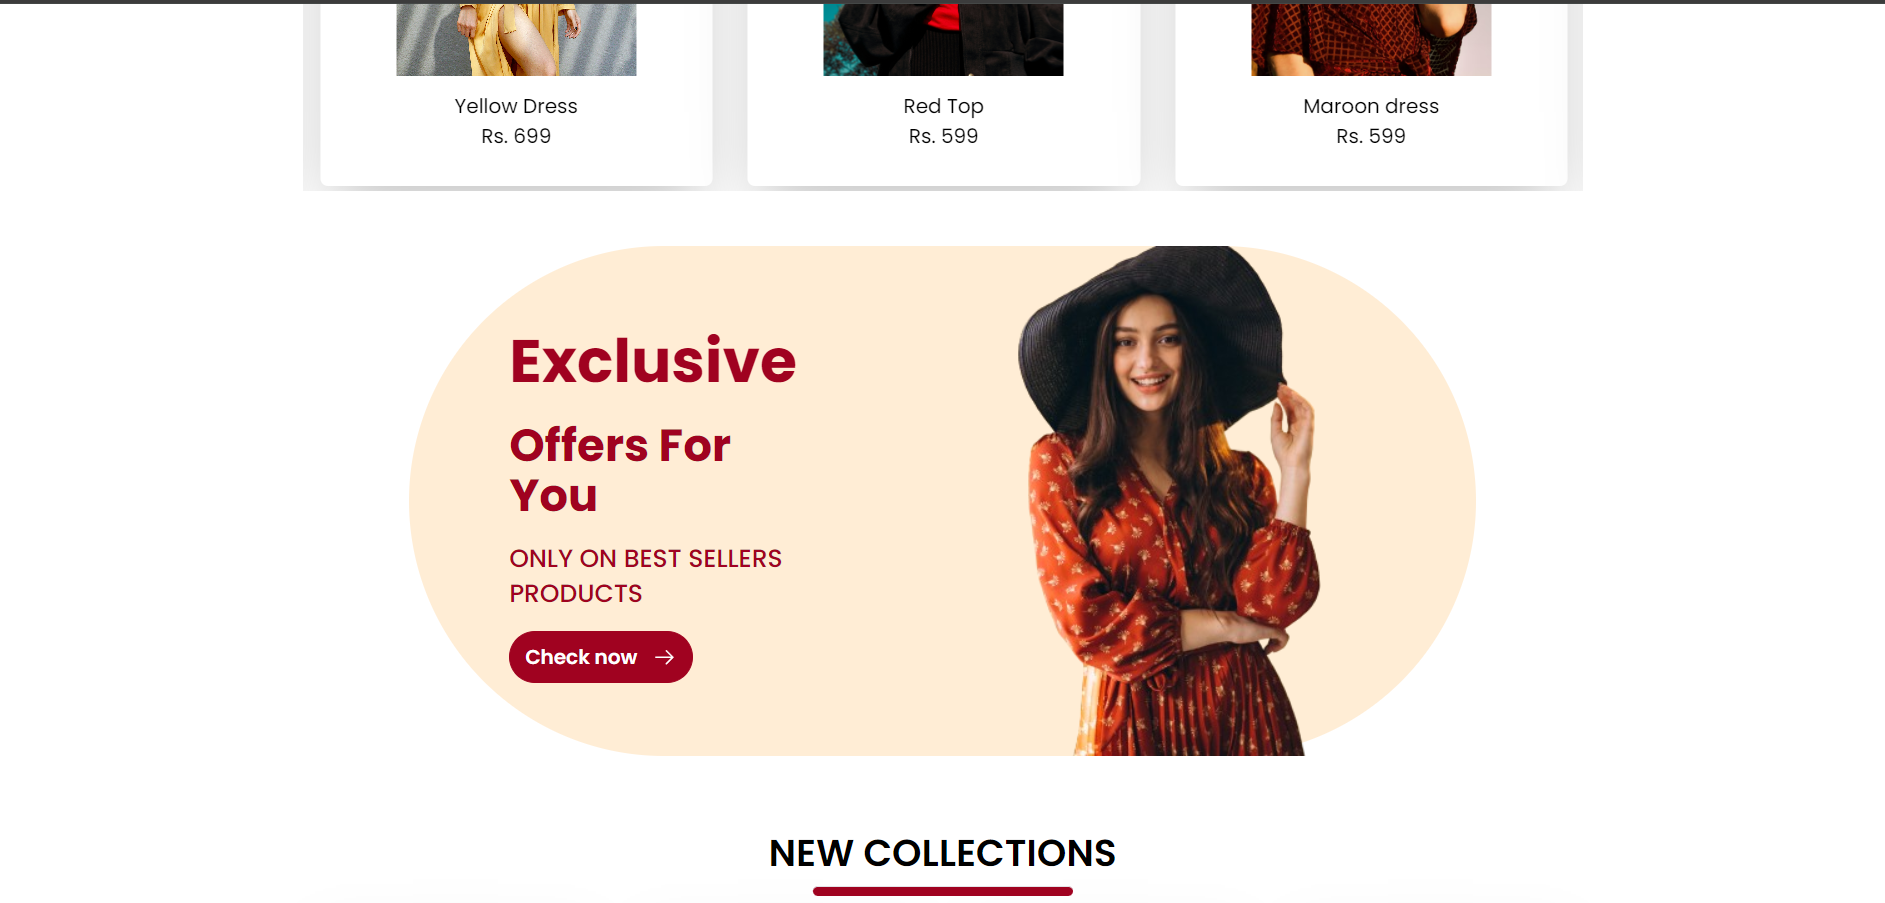 Yellow Dress
Rs. 699
Red Top
Rs. 599
Maroon dress
Rs. 599
Exclusive
Offers For
You
ONLY ON BEST SELLERS
PRODUCTS
Check now →
NEW COLLECTIONS